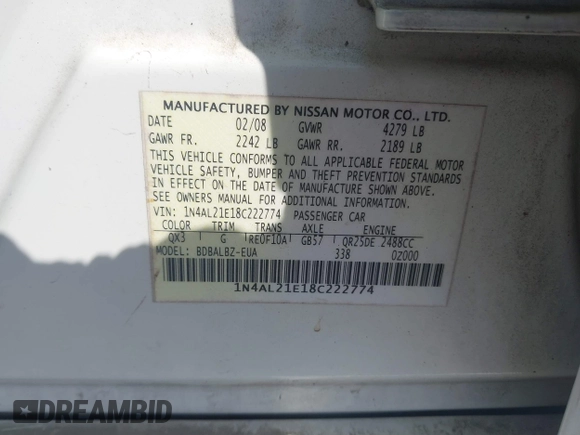 MANUFACTURED BY NISSAN MOTOR CO., LTD.
DATE 02/08 GVWR 4279 LB
GAWR FR. 2242 LB GAWR RR. 2189 LB
THIS VEHICLE CONFORMS TO ALL APPLICABLE FEDERAL MOTOR
VEHICLE SAFETY, BUMPER AND THEFT PREVENTION STANDARDS
IN EFFECT ON THE DATE OF MANUFACTURE SHOWN ABOVE.
SEE OWNERS MANUAL FOR ADDITIONAL INFORMATION.
VIN: 1N4AL21E18C222774 PASSENGER CAR
COLOR TRIM TRANS AXLE ENGINE
QX3 G RE0F10A GB57 QR25DE 2488CC
MODEL: BDBALBZ-EUA 338 0Z000
1N4AL21E18C222774
DREAMBID